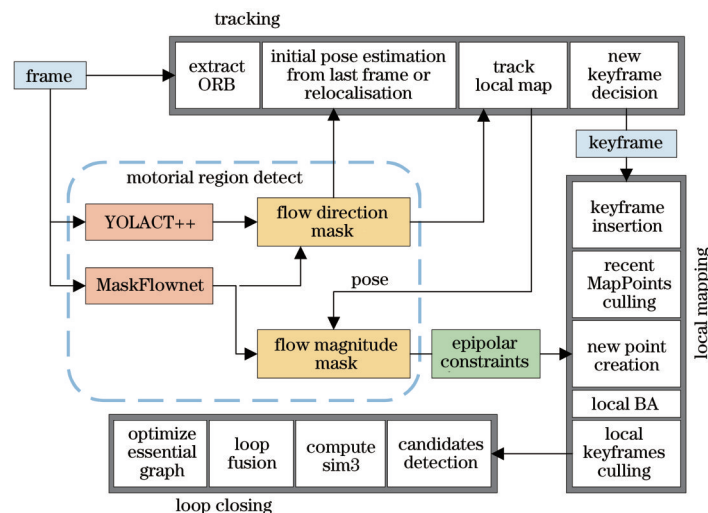 tracking
frame
extract
ORB
initial pose estimation
from last frame or
relocalisation
track
local map
new
keyframe
decision
keyframe
motorial region detect
YOLACT++
flow direction
mask
MaskFlownet
pose
flow magnitude
mask
epipolar
constraints
keyframe
insertion
recent
MapPoints
culling
new point
creation
local BA
local
keyframes
culling
local mapping
optimize
essential
graph
loop
fusion
compute
sim3
candidates
detection
loop closing